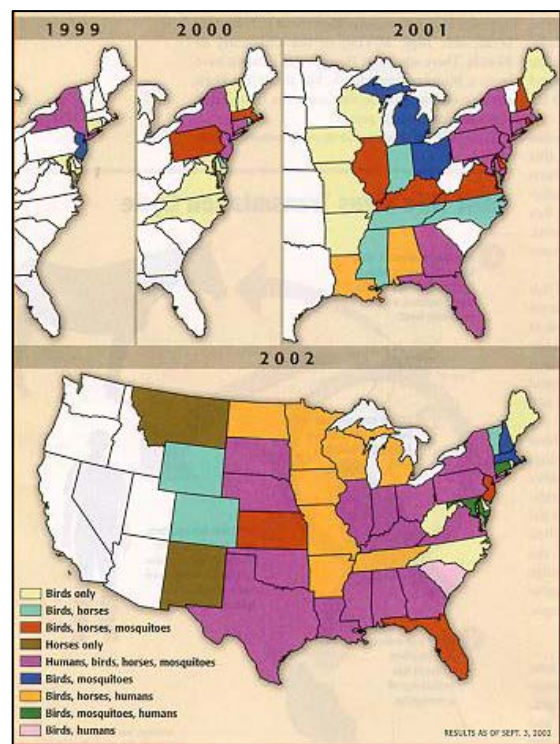 1999
2000
2001
2002
Birds only
Birds, horses
Birds, horses, mosquitoes
Horses only
Humans, birds, horses, mosquitoes
Birds, mosquitoes
Birds, horses, humans
Birds, mosquitoes, humans
Birds, humans
RESULTS AS OF SEPT. 3, 2002